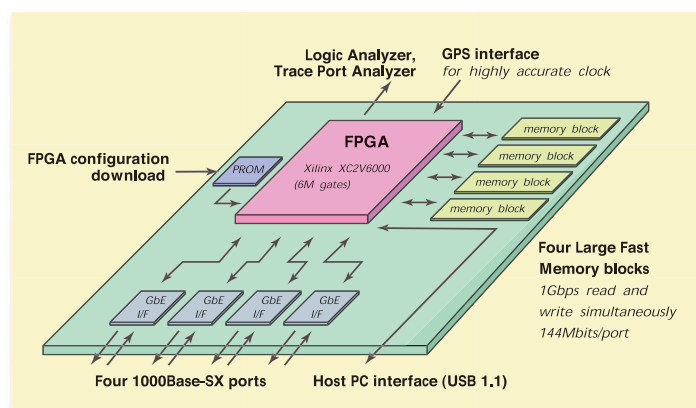 Logic Analyzer,
Trace Port Analyzer
GPS interface
for highly accurate clock
FPGA
Xilinx XC2V6000
(6M gates)
memory block
memory block
memory block
memory block
FPGA configuration
download
PROM
Four Large Fast
Memory blocks
1Gbps read and
write simultaneously
144Mbits/port
GbE
I/F
GbE
I/F
GbE
I/F
GbE
I/F
Four 1000Base-SX ports
Host PC interface (USB 1.1)